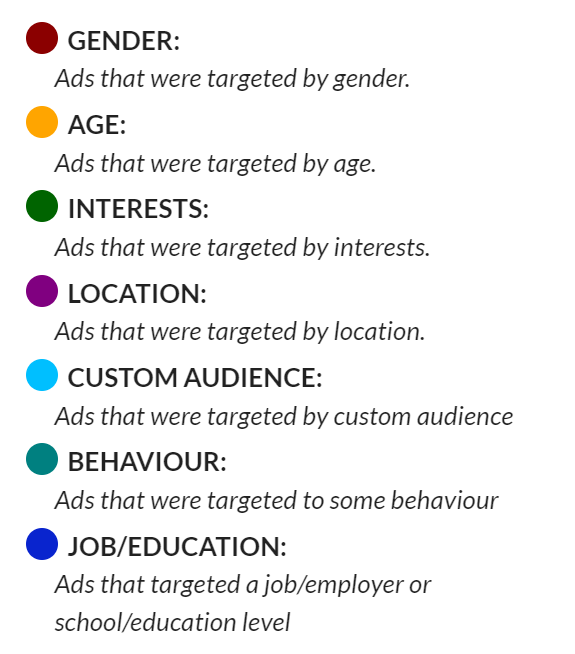 GENDER:
Ads that were targeted by gender.
AGE:
Ads that were targeted by age.
INTERESTS:
Ads that were targeted by interests.
LOCATION:
Ads that were targeted by location.
CUSTOM AUDIENCE:
Ads that were targeted by custom audience
BEHAVIOUR:
Ads that were targeted to some behaviour
JOB/EDUCATION:
Ads that targeted a job/employer or
school/education level